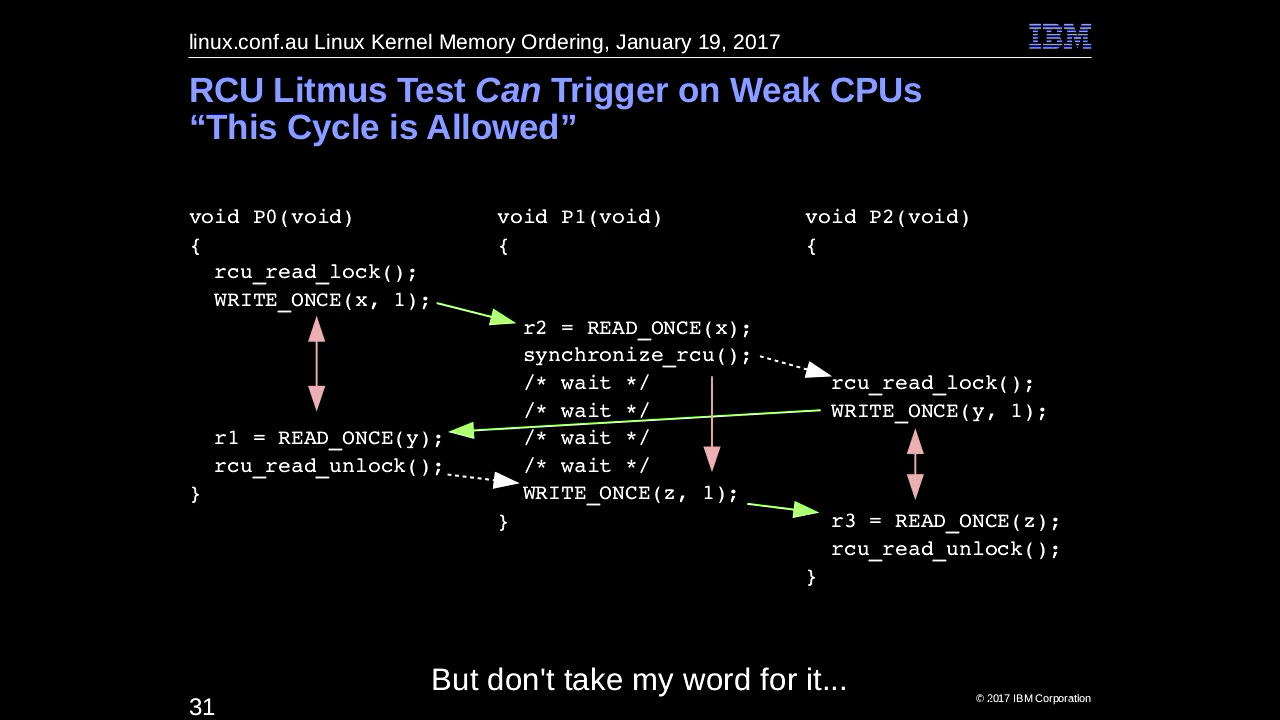 linux.conf.au Linux Kernel Memory Ordering, January 19, 2017
IBM
RCU Litmus Test Can Trigger on Weak CPUs
“This Cycle is Allowed”
void P0(void)
{
rcu_read_lock();
WRITE_ONCE(x, 1);
r1 = READ_ONCE(y);
rcu_read_unlock();
}
void P1(void)
{
r2 = READ_ONCE(x);
synchronize_rcu();
/* wait */
/* wait */
/* wait */
/* wait */
WRITE_ONCE(z, 1);
}
void P2(void)
{
rcu_read_lock();
WRITE_ONCE(y, 1);
r3 = READ_ONCE(z);
rcu_read_unlock();
}
But don't take my word for it...
31
© 2017 IBM Corporation